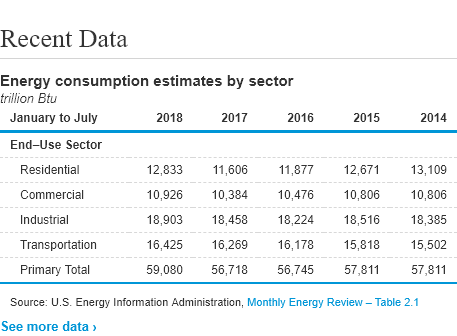 Recent Data
Energy consumption estimates by sector
trillion Btu
January to July 2018 2017 2016 2015 2014
End–Use Sector
Residential 12,833 11,606 11,877 12,671 13,109
Commercial 10,926 10,384 10,476 10,806 10,806
Industrial 18,903 18,458 18,224 18,516 18,385
Transportation 16,425 16,269 16,178 15,818 15,502
Primary Total 59,080 56,718 56,745 57,811 57,811
Source: U.S. Energy Information Administration, Monthly Energy Review – Table 2.1
See more data ›